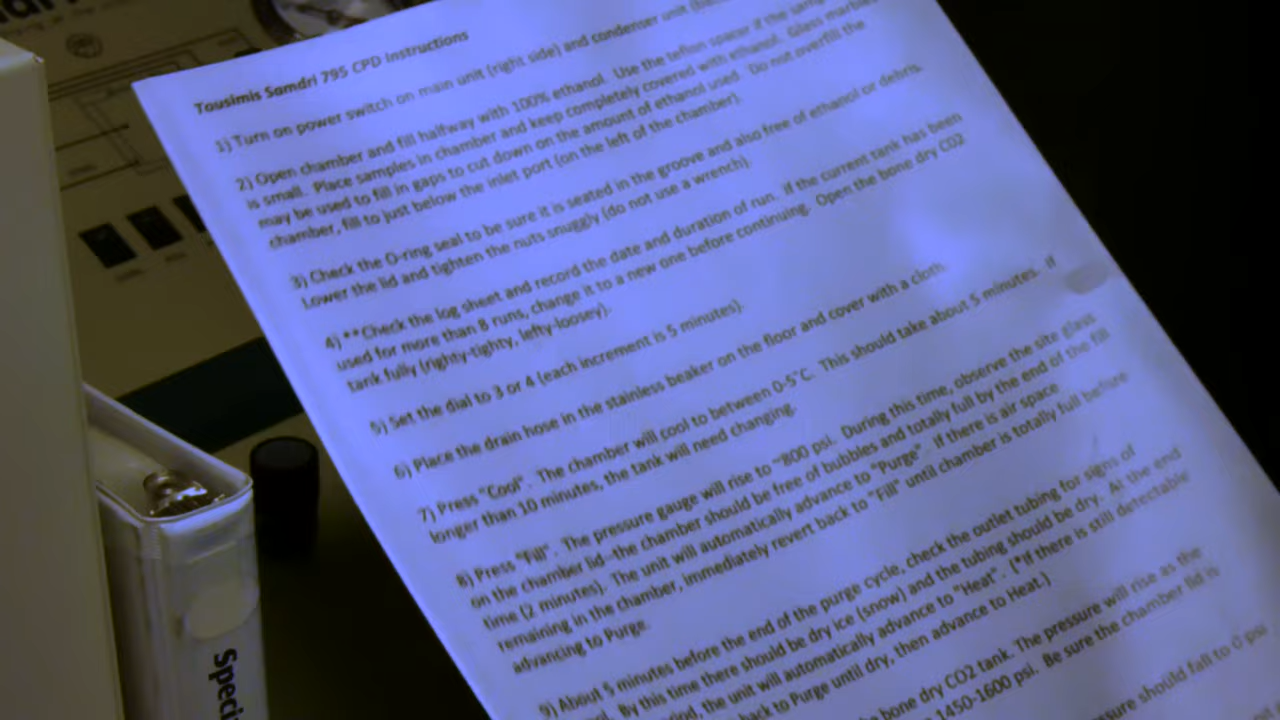 Tousimis Samdri 795 CPD Instructions
1) Turn on power switch on main unit (right side) and condenser unit
2) Open chamber and fill halfway with 100% ethanol. Use the teflon spacer if the sample
is small. Place samples in chamber and keep completely covered with ethanol. Glass marbles
may be used to fill in gaps to cut down on the amount of ethanol used. Do not overfill the
chamber, fill to just below the inlet port (on the left of the chamber).
3) Check the O-ring seal to be sure it is seated in the groove and also free of ethanol or debris.
Lower the lid and tighten the nuts snuggly (do not use a wrench).
4) **Check the log sheet and record the date and duration of run. If the current tank has been
used for more than 8 runs, change it to a new one before continuing. Open the bone dry CO2
tank fully (righty-tighty, lefty-loosey).
5) Set the dial to 3 or 4 (each increment is 5 minutes).
6) Place the drain hose in the stainless beaker on the floor and cover with a cloth.
7) Press "Cool". The chamber will cool to between 0-5°C. This should take about 5 minutes. If
longer than 10 minutes, the tank will need changing.
8) Press "Fill". The pressure gauge will rise to ~800 psi. During this time, observe the site glass
on the chamber lid-the chamber should be free of bubbles and totally full by the end of the fill
time (2 minutes). The unit will automatically advance to "Purge". If there is air space
remaining in the chamber, immediately revert back to "Fill" until chamber is totally full before
advancing to Purge.
9) About 5 minutes before the end of the purge cycle, check the outlet tubing for signs of
By this time there should be dry ice (snow) and the tubing should be dry. At the end
the unit will automatically advance to "Heat". (*If there is still detectable
back to Purge until dry, then advance to Heat.)
bone dry CO2 tank. The pressure will rise as the
1450-1600 psi. Be sure the chamber lid is
should fall to 0 psi
Speci